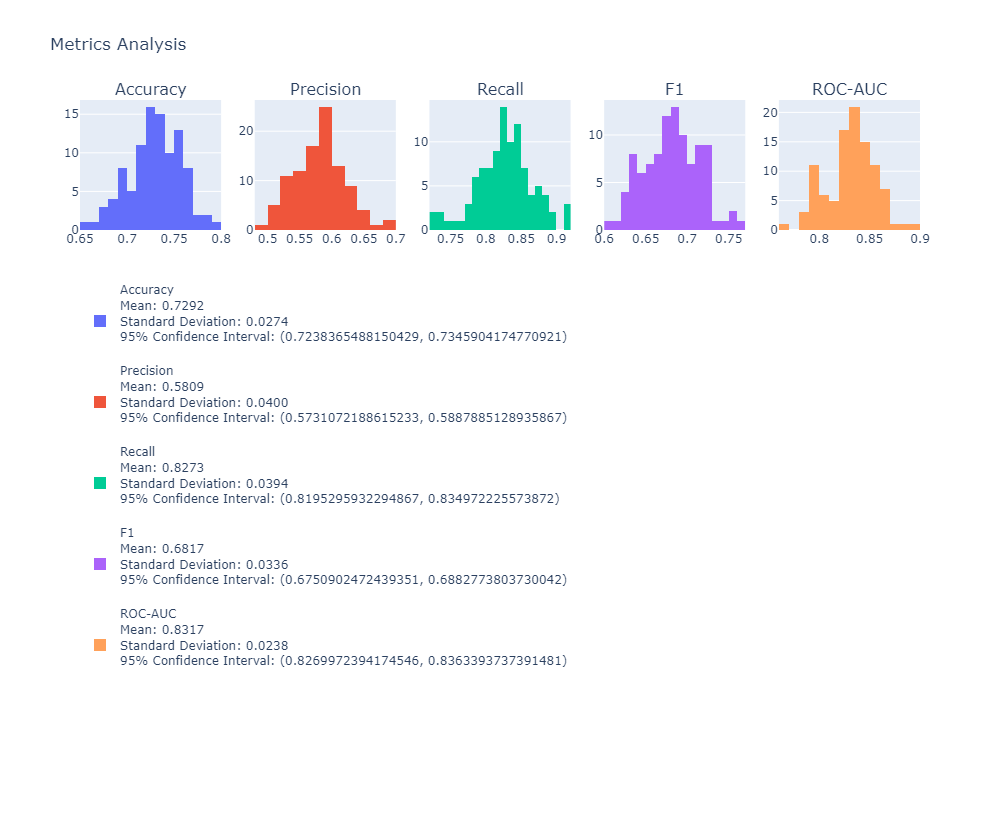 Metrics Analysis
Accuracy Precision Recall F1 ROC-AUC
15
10
5
0
0.65 0.7 0.75 0.8
20
10
0
0.5 0.55 0.6 0.65 0.7
10
5
0
0.75 0.8 0.85 0.9
10
5
0
0.6 0.65 0.7 0.75
20
15
10
5
0
0.8 0.85 0.9
Accuracy
Mean: 0.7292
Standard Deviation: 0.0274
95% Confidence Interval: (0.7238365488150429, 0.7345904174770921)
Precision
Mean: 0.5809
Standard Deviation: 0.0400
95% Confidence Interval: (0.5731072188615233, 0.5887885128935867)
Recall
Mean: 0.8273
Standard Deviation: 0.0394
95% Confidence Interval: (0.8195295932294867, 0.834972225573872)
F1
Mean: 0.6817
Standard Deviation: 0.0336
95% Confidence Interval: (0.6750902472439351, 0.6882773803730042)
ROC-AUC
Mean: 0.8317
Standard Deviation: 0.0238
95% Confidence Interval: (0.8269972394174546, 0.8363393737391481)